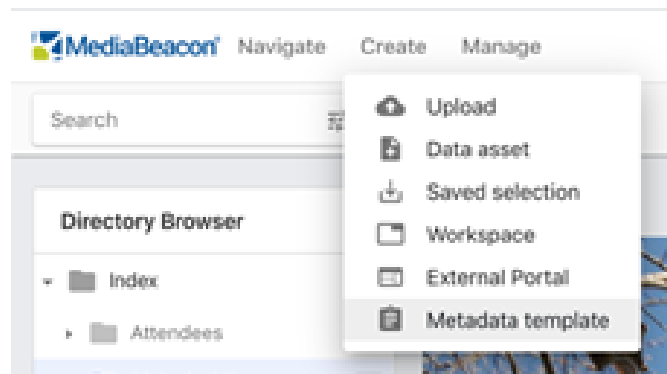 MediaBeacon Navigate Create Manage
Search
Upload
Data asset
Saved selection
Workspace
External Portal
Metadata template
Directory Browser
Index
Attendees